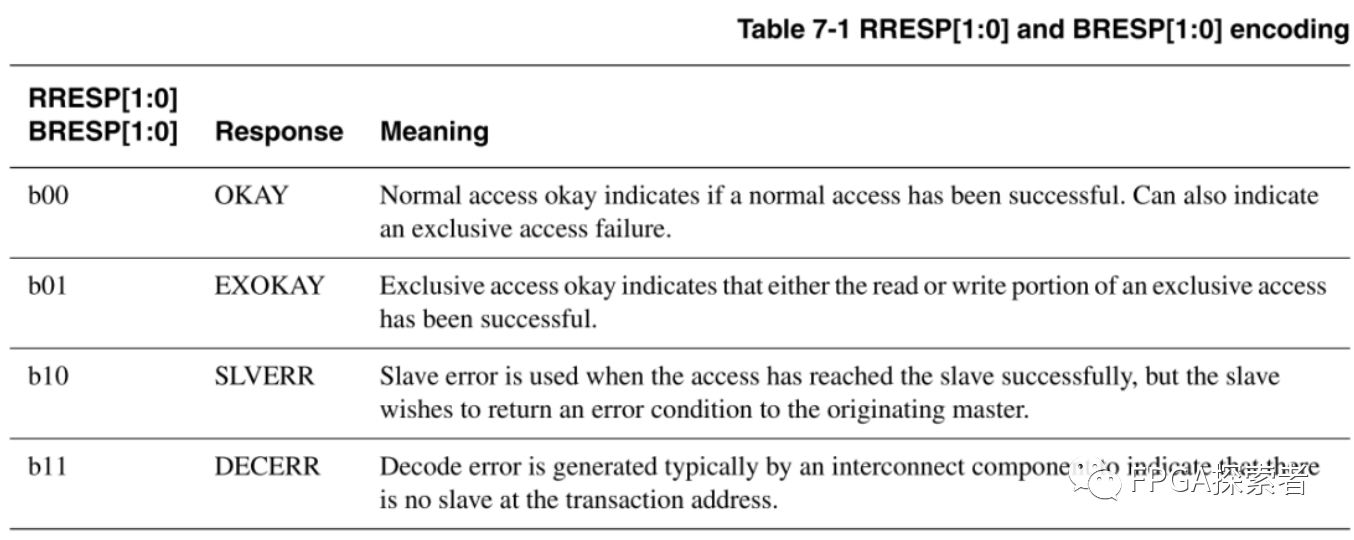 Table 7-1 RRESP[1:0] and BRESP[1:0] encoding
RRESP[1:0]
BRESP[1:0] Response Meaning
b00 OKAY Normal access okay indicates if a normal access has been successful. Can also indicate
an exclusive access failure.
b01 EXOKAY Exclusive access okay indicates that either the read or write portion of an exclusive access
has been successful.
b10 SLVERR Slave error is used when the access has reached the slave successfully, but the slave
wishes to return an error condition to the originating master.
b11 DECERR Decode error is generated typically by an interconnect component to indicate that there
is no slave at the transaction address.
FPGA探索者